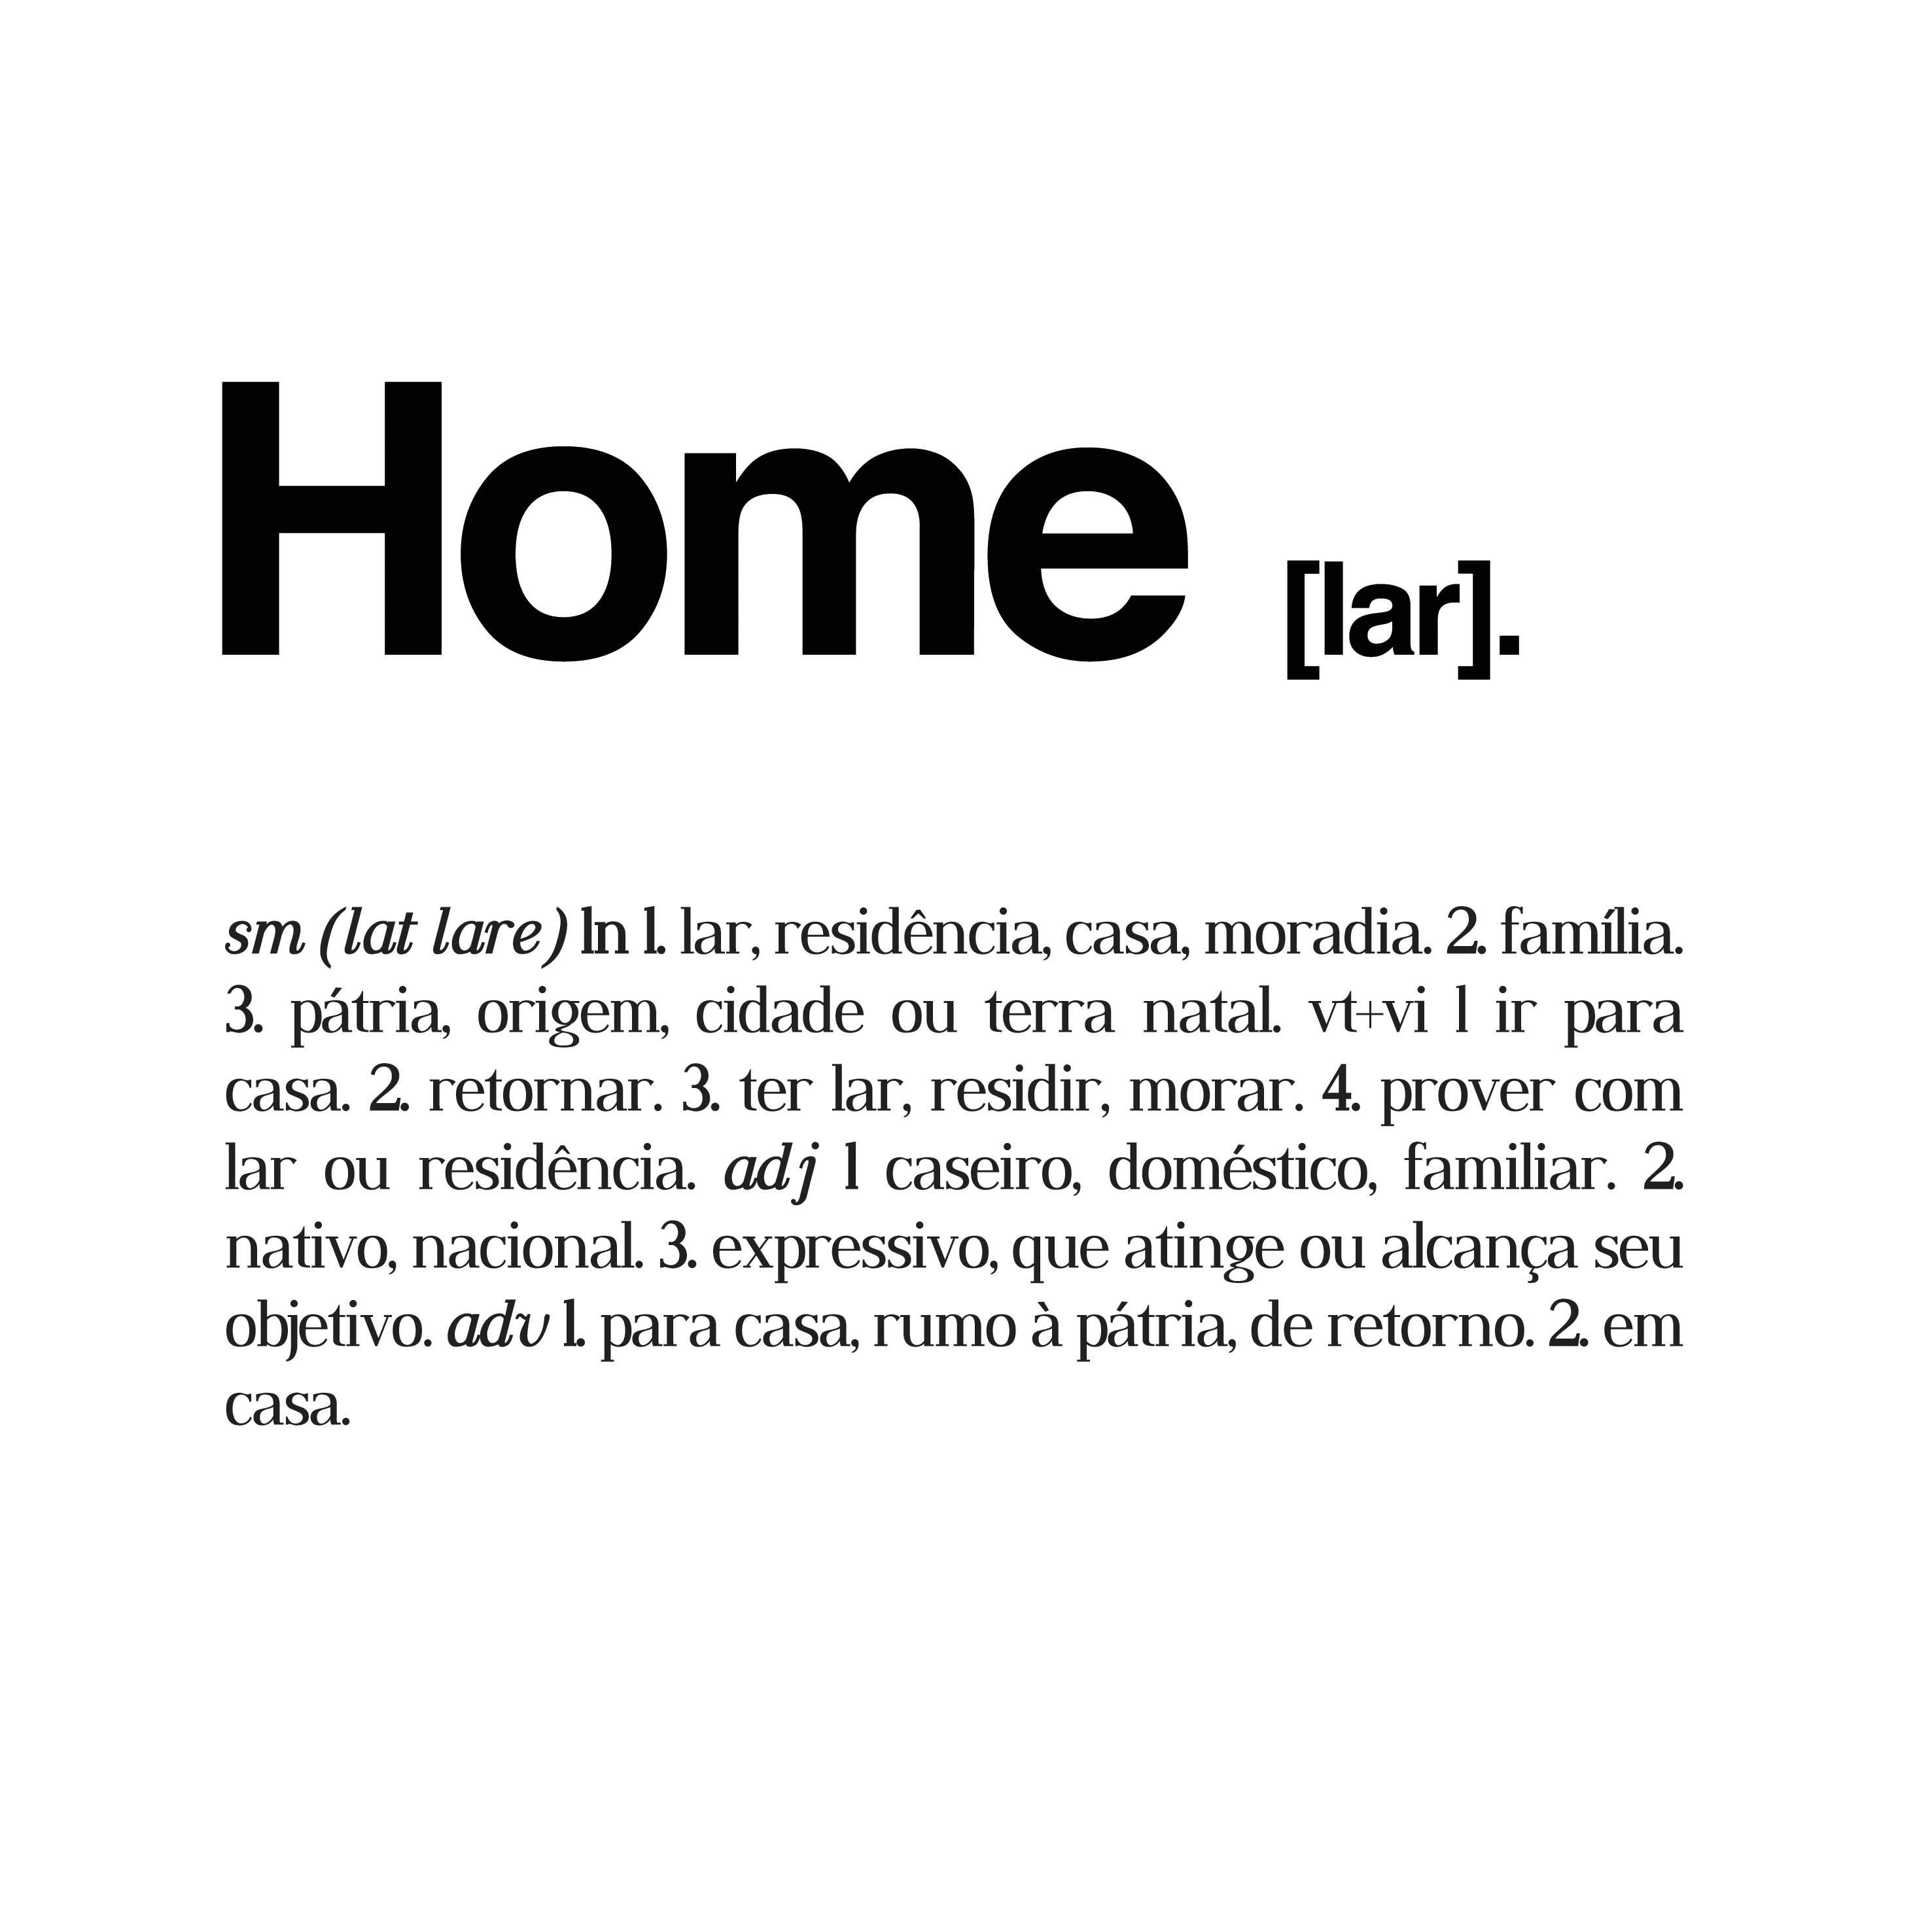 Home [lar].
sm (lat lare) 1n 1. lar, residência, casa, moradia. 2. família.
3. pátria, origem, cidade ou terra natal. vt+vi 1 ir para
casa. 2. retornar. 3. ter lar, residir, morar. 4. prover com
lar ou residência. adj 1 caseiro, doméstico, familiar. 2.
nativo, nacional. 3. expressivo, que atinge ou alcança seu
objetivo. adv 1. para casa, rumo à pátria, de retorno. 2. em
casa.